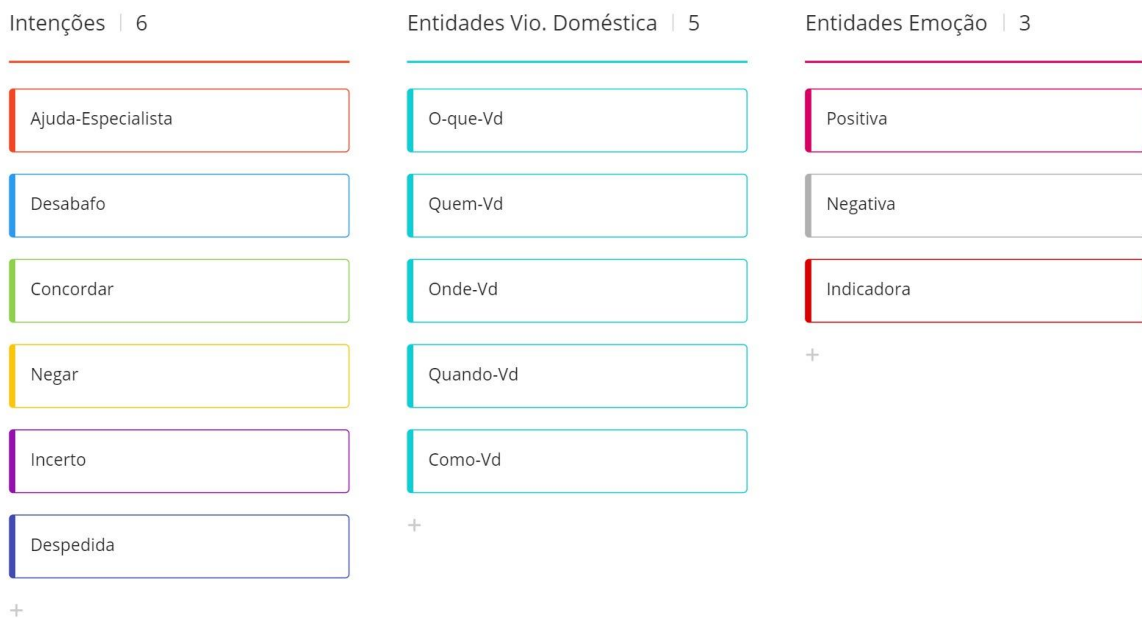 Intenções | 6
Ajuda-Especialista
Desabafo
Concordar
Negar
Incerto
Despedida
+
Entidades Vio. Doméstica | 5
O-que-Vd
Quem-Vd
Onde-Vd
Quando-Vd
Como-Vd
+
Entidades Emoção | 3
Positiva
Negativa
Indicadora
+